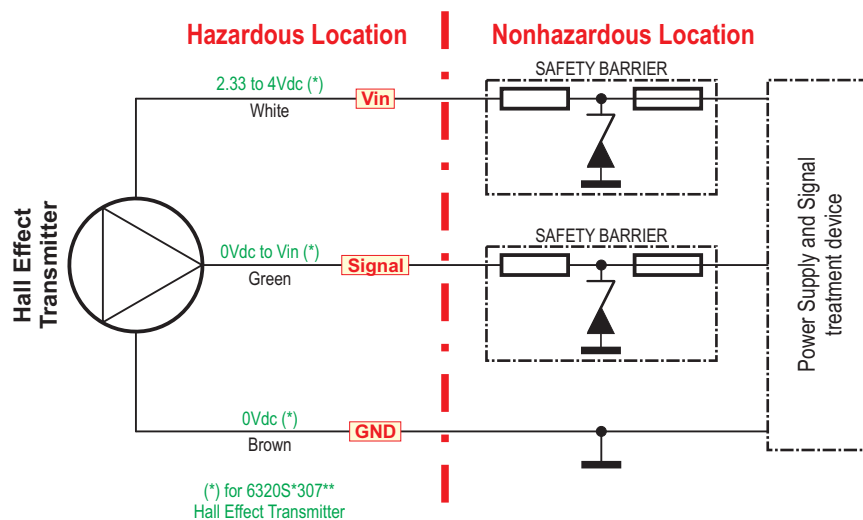 Hazardous Location
Nonhazardous Location
SAFETY BARRIER
2.33 to 4Vdc (*)
Vin
White
Hall Effect
Transmitter
0Vdc to Vin (*)
Signal
Green
SAFETY BARRIER
Power Supply and Signal
treatment device
0Vdc (*)
GND
Brown
(*) for 6320S*307**
Hall Effect Transmitter